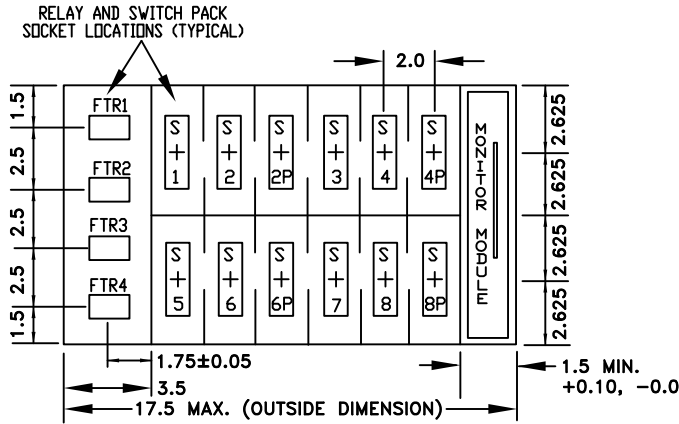 RELAY AND SWITCH PACK
SOCKET LOCATIONS (TYPICAL)
2.0
1.5
2.5
2.5
2.5
1.5
FTR1
FTR2
FTR3
FTR4
S 1
S 2
S 2P
S 3
S 4
S 4P
S 5
S 6
S 6P
S 7
S 8
S 8P
MONITOR MODULE
2.625
2.625
2.625
2.625
1.75±0.05
3.5
17.5 MAX. (OUTSIDE DIMENSION)
1.5 MIN.
+0.10, -0.0